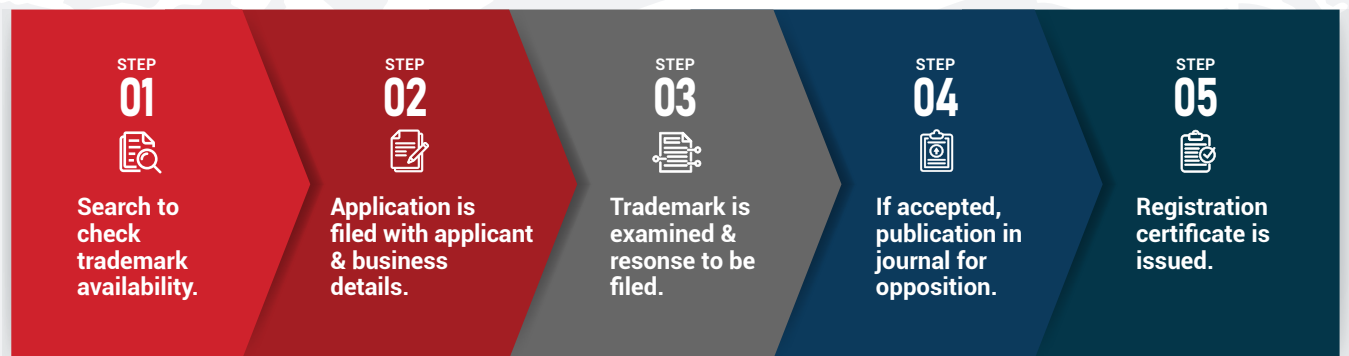 STEP
01
Search to
check
trademark
availability.
STEP
02
Application is
filed with applicant
& business
details.
STEP
03
Trademark is
examined &
resonse to be
filed.
STEP
04
If accepted,
publication in
journal for
opposition.
STEP
05
Registration
certificate is
issued.